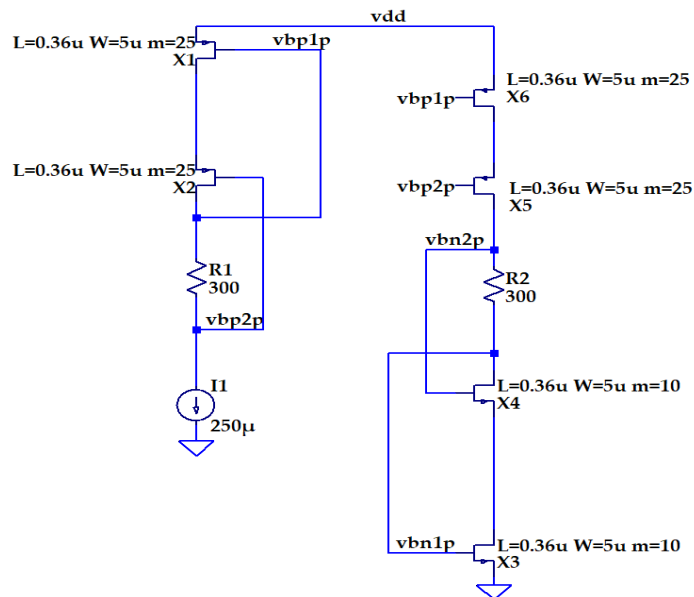 vdd
L=0.36u W=5u m=25
X1
vbp1p
L=0.36u W=5u m=25
X6
vbp1p
L=0.36u W=5u m=25
X2
vbp2p
L=0.36u W=5u m=25
X5
vbn2p
R1
300
R2
300
vbp2p
I1
250µ
L=0.36u W=5u m=10
X4
vbn1p
L=0.36u W=5u m=10
X3